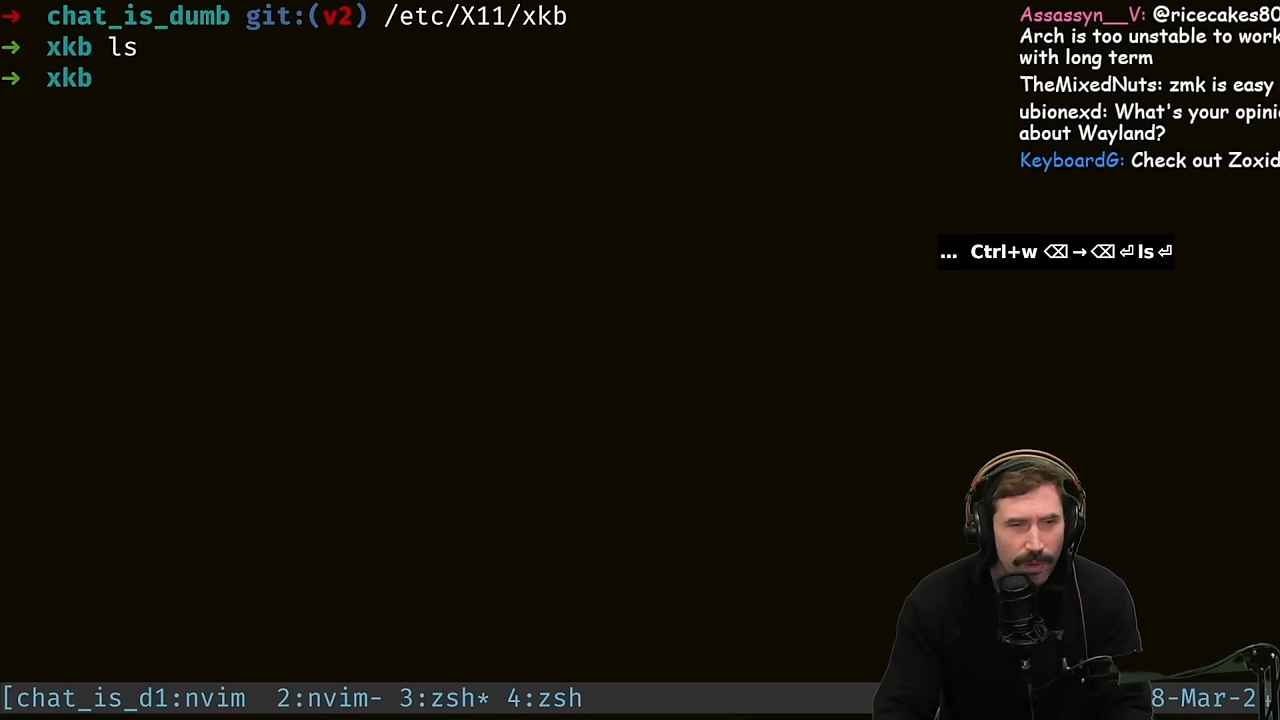 → chat_is_dumb git:(v2) /etc/X11/xkb
→ xkb ls
→ xkb
Assassyn__V: @ricecakes80
Arch is too unstable to work
with long term
TheMixedNuts: zmk is easy
ubionexd: What's your opini
about Wayland?
KeyboardG: Check out Zoxid
... Ctrl+w ⌫→⌫⏎ls⏎
[chat_is_d1:nvim 2:nvim- 3:zsh* 4:zsh
8-Mar-2